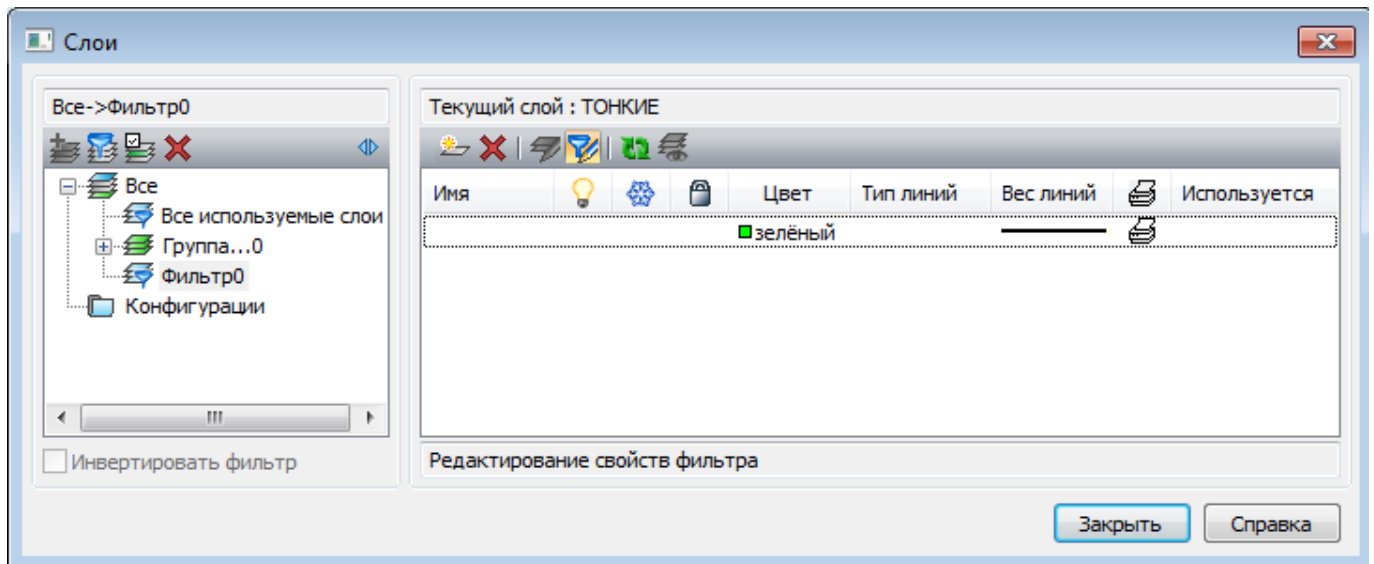 Слои
Все->Фильтр0
Все
Все используемые слои
Группа...0
Фильтр0
Конфигурации
Инвертировать фильтр
Текущий слой : ТОНКИЕ
Имя Цвет Тип линий Вес линий Используется
зелёный
Редактирование свойств фильтра
Закрыть Справка